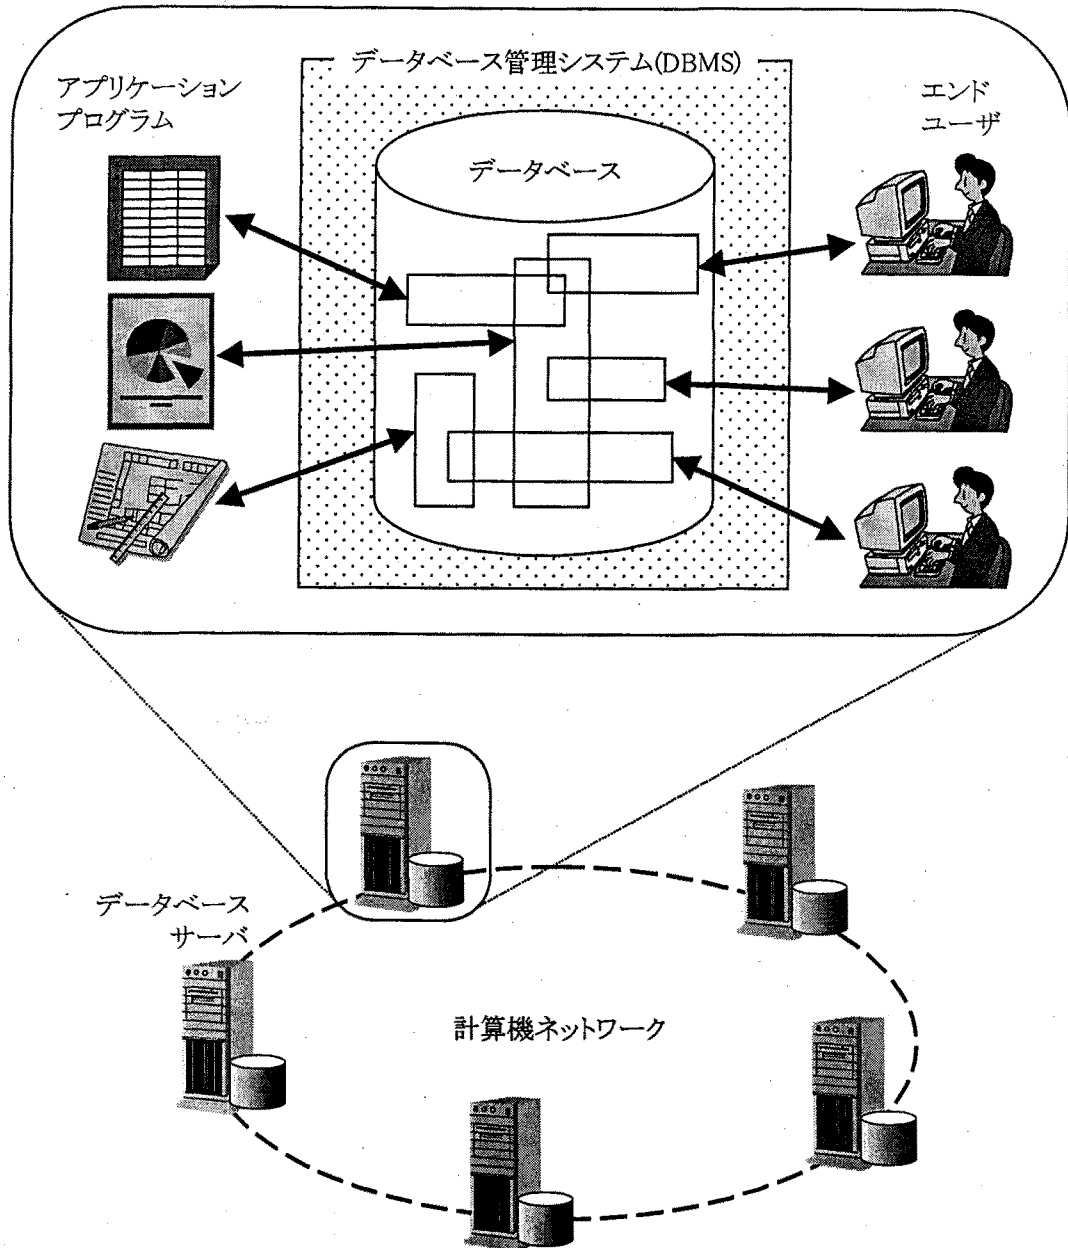 データベース管理システム(DBMS)
アプリケーション
プログラム
データベース
エンド
ユーザ
データベース
サーバ
計算機ネットワーク